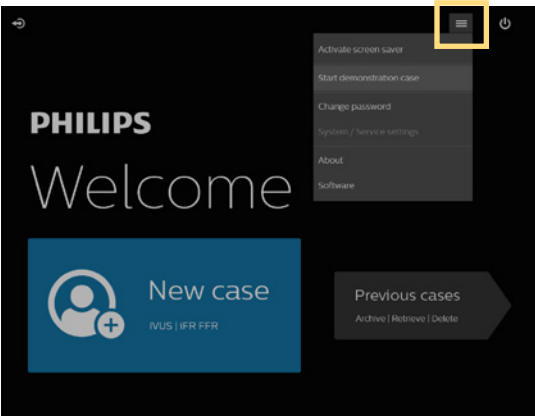 Activate screen saver
Start demonstration case
Change password
System / Service settings
About
Software
PHILIPS
Welcome
New case
IVUS | iFR FFR
Previous cases
Archive | Retrieve | Delete